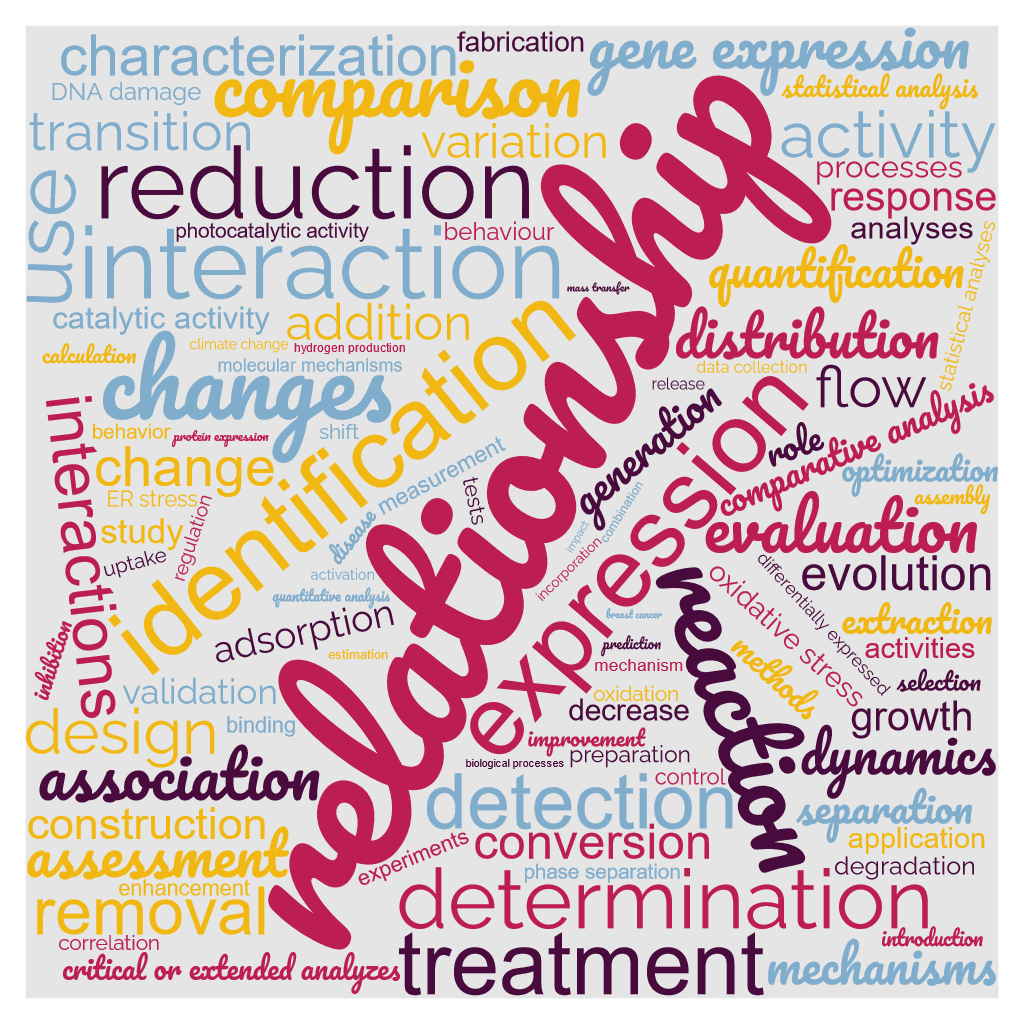 characterization
fabrication
gene expression
DNA damage
comparison
statistical analysis
transition
variation
activity
reduction
processes
response
use
photocatalytic activity
behaviour
analyses
interaction
relationship
quantification
statistical analyses
mass transfer
catalytic activity
addition
distribution
calculation
climate change
hydrogen production
molecular mechanisms
data collection
changes
identification
release
flow
behavior
protein expression
shift
generation
role
comparative analysis
interactions
change
measurement
expression
optimization
ER stress
tests
combination
assembly
study
regulation
disease
impact
evaluation
uptake
incorporation
differentially expressed
evolution
activation
oxidative stress
quantitative analysis
breast cancer
extraction
adsorption
reaction
inhibition
estimation
prediction
methods
activities
mechanism
selection
validation
oxidation
design
binding
decrease
growth
improvement
preparation
dynamics
association
biological processes
control
detection
separation
construction
experiments
conversion
application
assessment
phase separation
degradation
enhancement
removal
determination
correlation
introduction
critical or extended analyzes
treatment
mechanisms